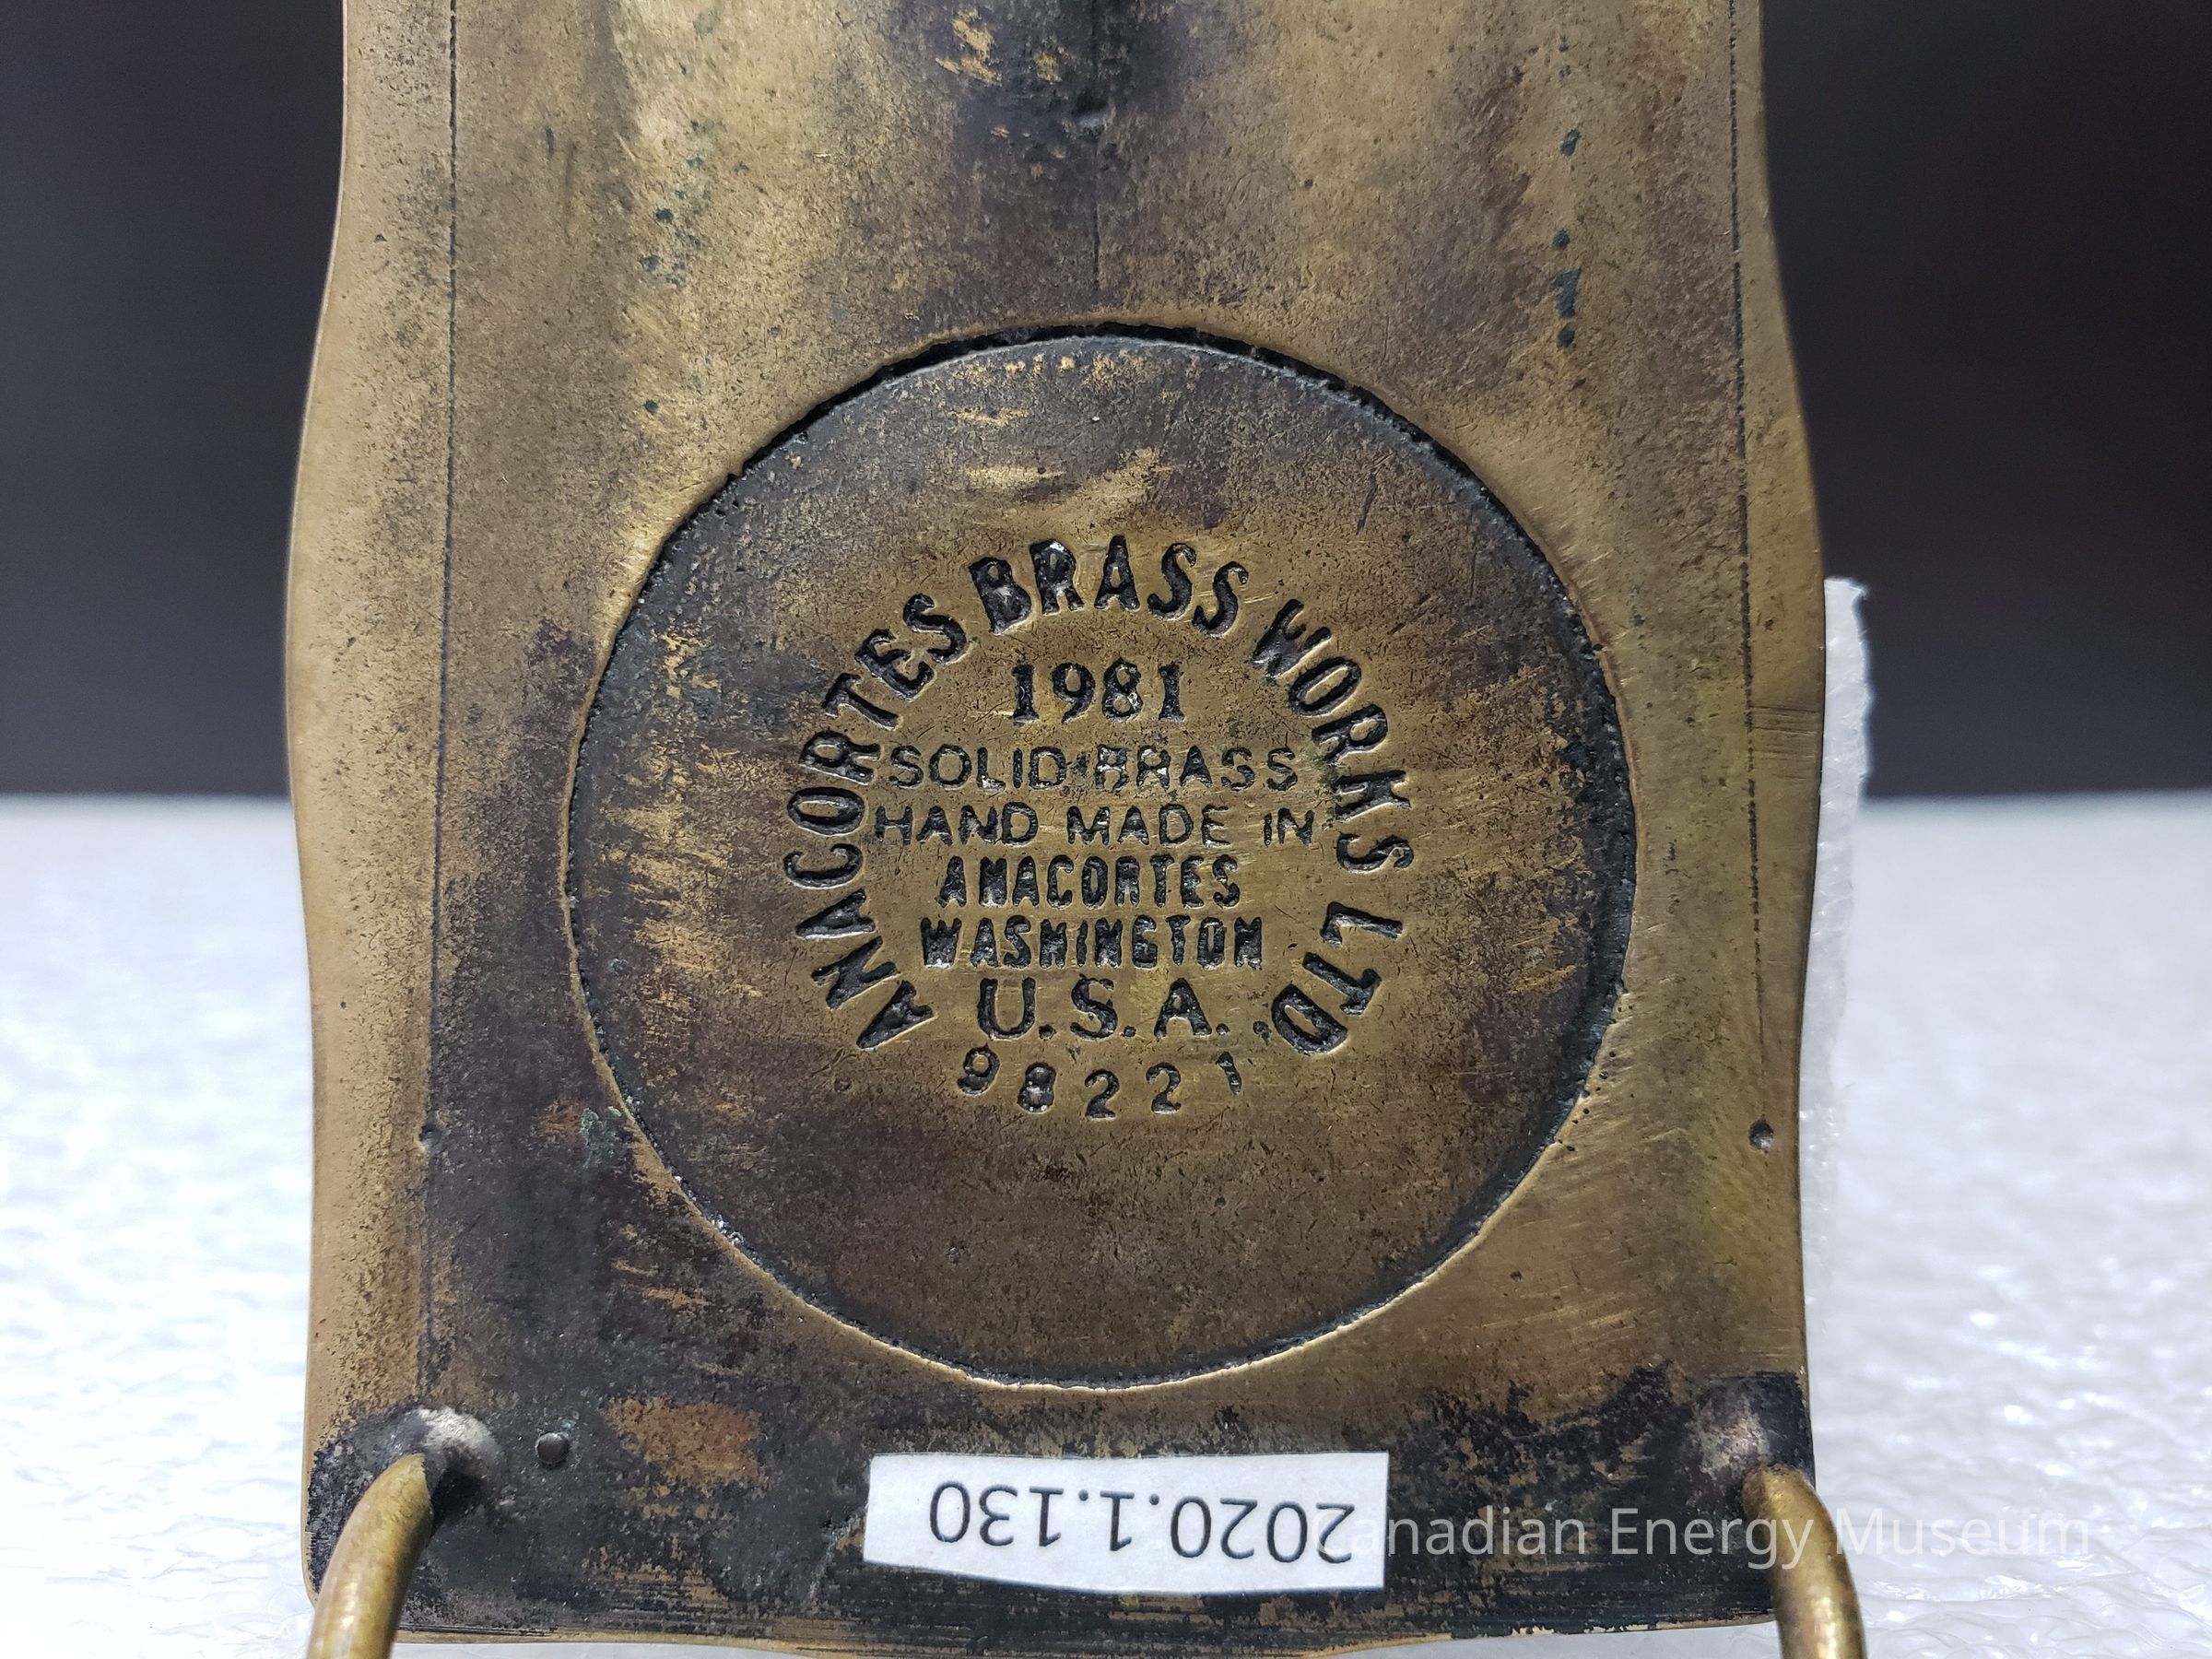 ANACORTES BRASS WORKS LTD.
1981
SOLID BRASS
HAND MADE IN
ANACORTES
WASHINGTON
U.S.A.
98221
2020.1.130
Canadian Energy Museum